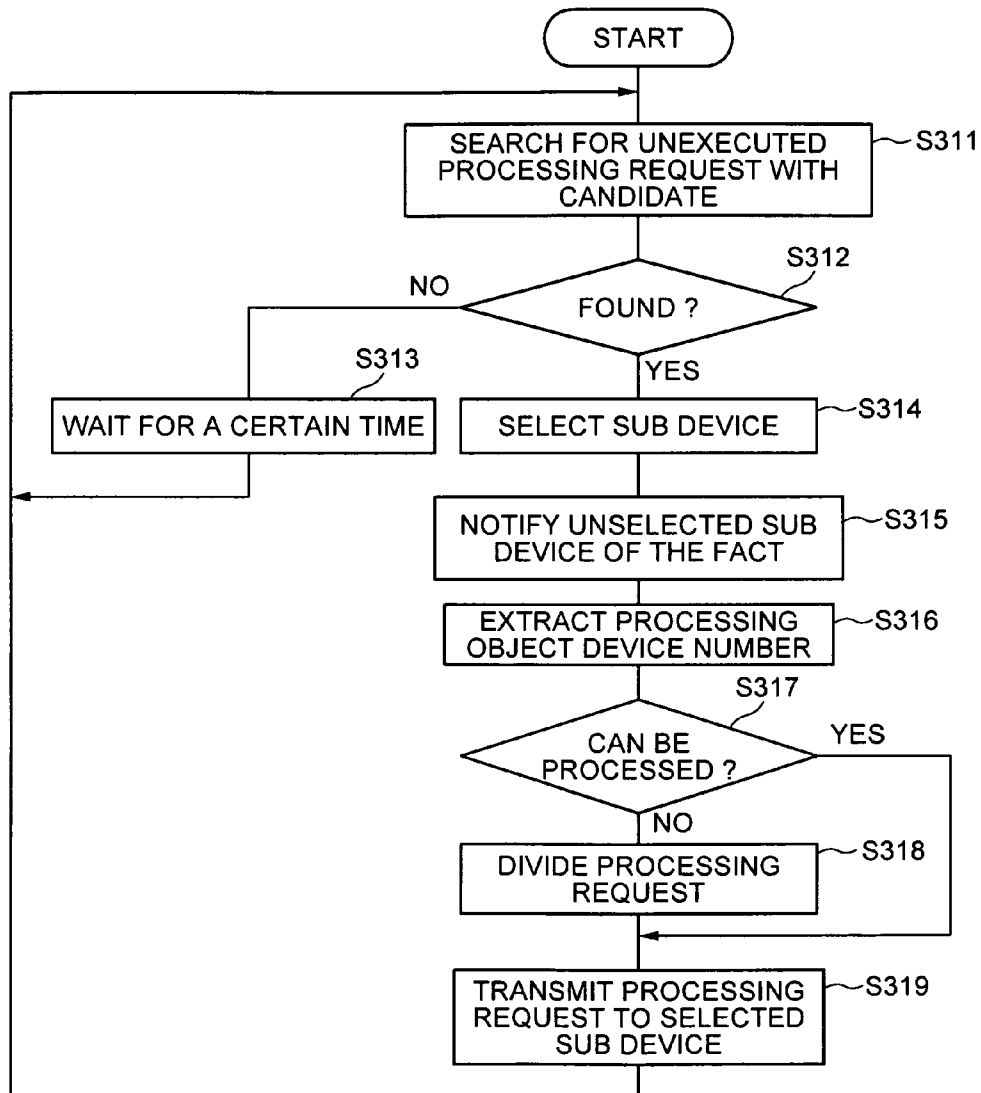 START
SEARCH FOR UNEXECUTED
PROCESSING REQUEST WITH
CANDIDATE
S311
S312
NO
FOUND ?
YES
S313
WAIT FOR A CERTAIN TIME
SELECT SUB DEVICE
S314
NOTIFY UNSELECTED SUB
DEVICE OF THE FACT
S315
EXTRACT PROCESSING
OBJECT DEVICE NUMBER
S316
S317
CAN BE
PROCESSED ?
YES
NO
DIVIDE PROCESSING
REQUEST
S318
TRANSMIT PROCESSING
REQUEST TO SELECTED
SUB DEVICE
S319